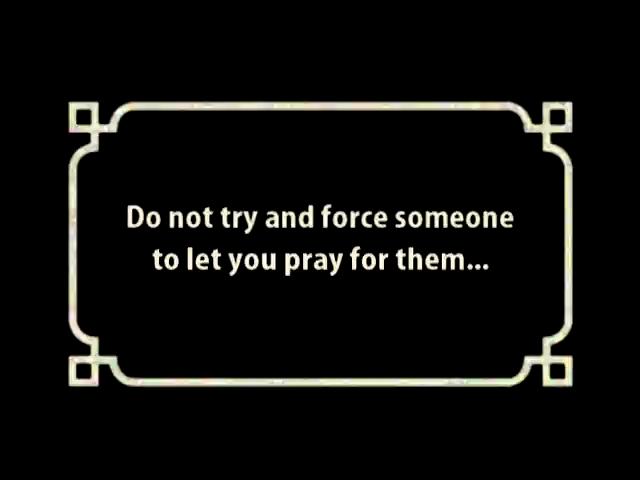 Do not try and force someone
to let you pray for them...